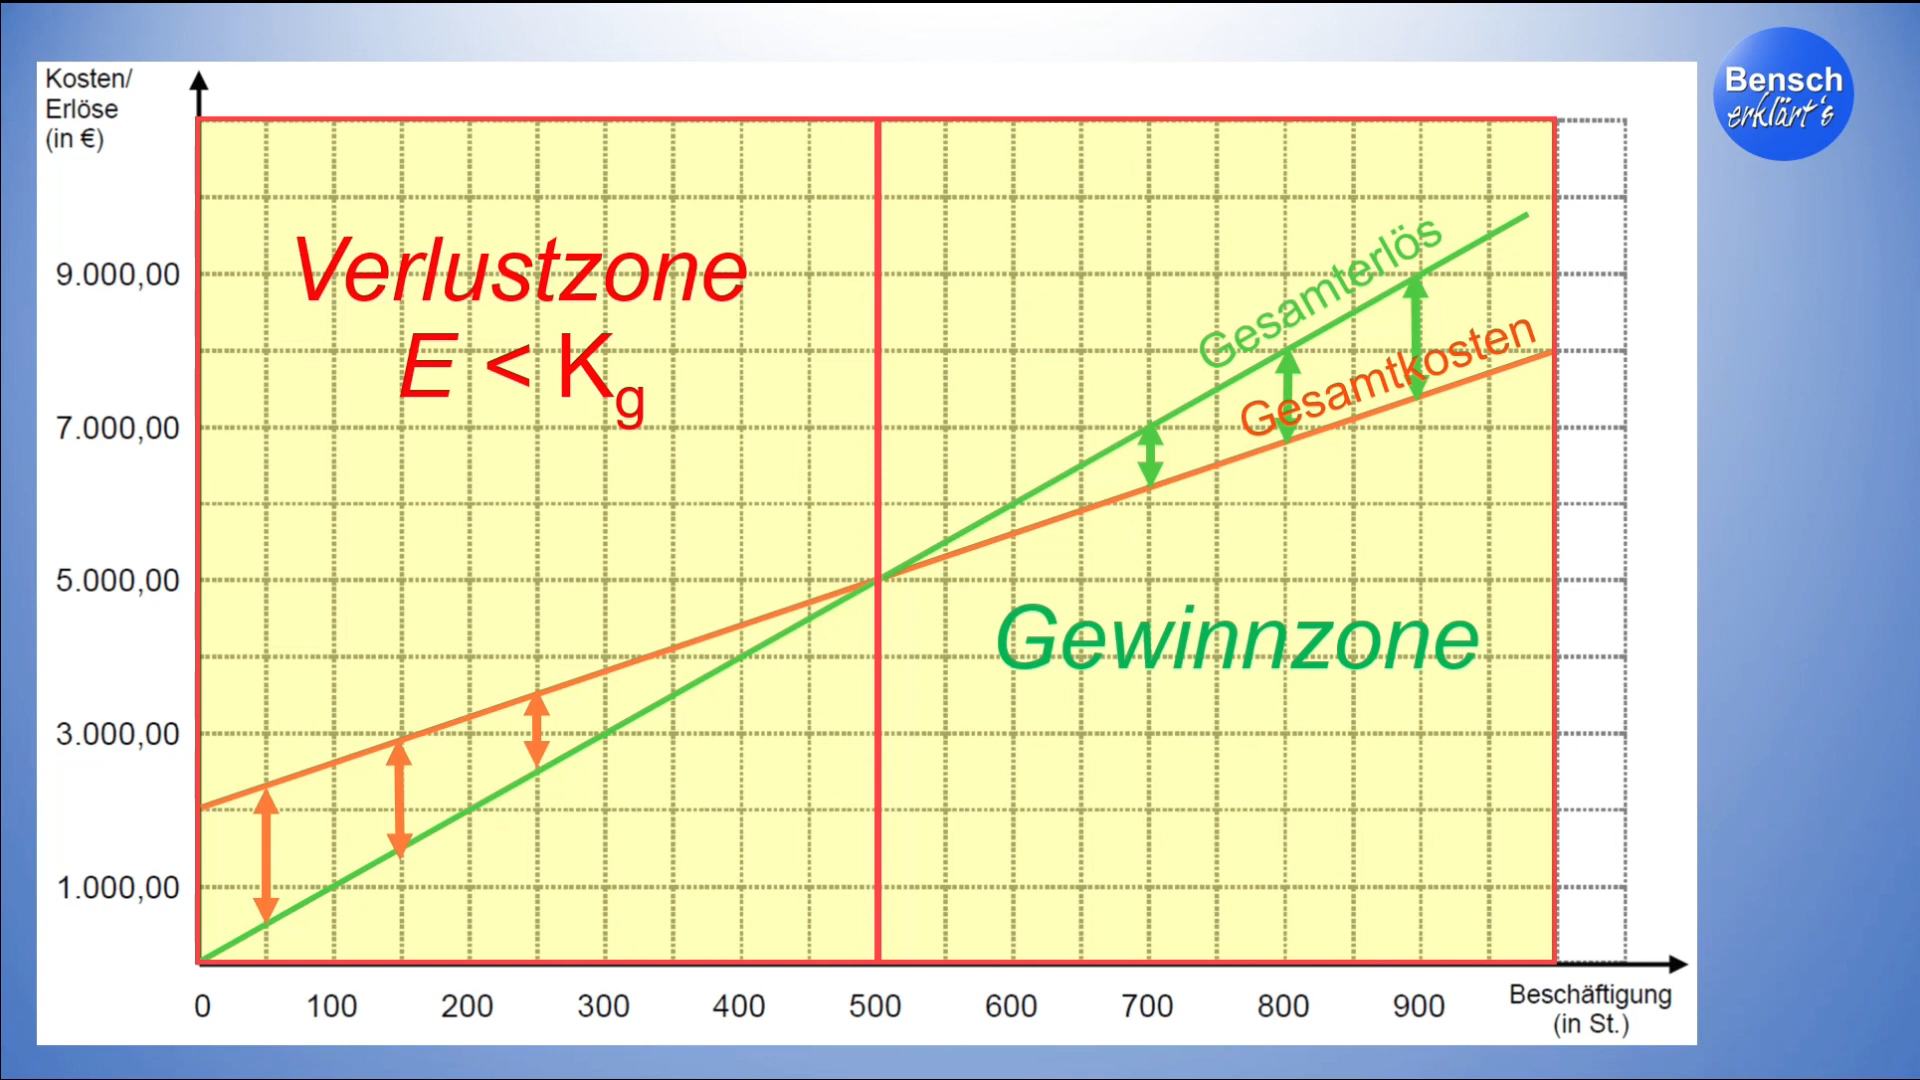 Kosten/
Erlöse
(in €)
Bensch
erklärt's
9.000,00
7.000,00
5.000,00
3.000,00
1.000,00
Verlustzone
E < Kg
Gesamterlös
Gesamtkosten
Gewinnzone
0 100 200 300 400 500 600 700 800 900
Beschäftigung
(in St.)